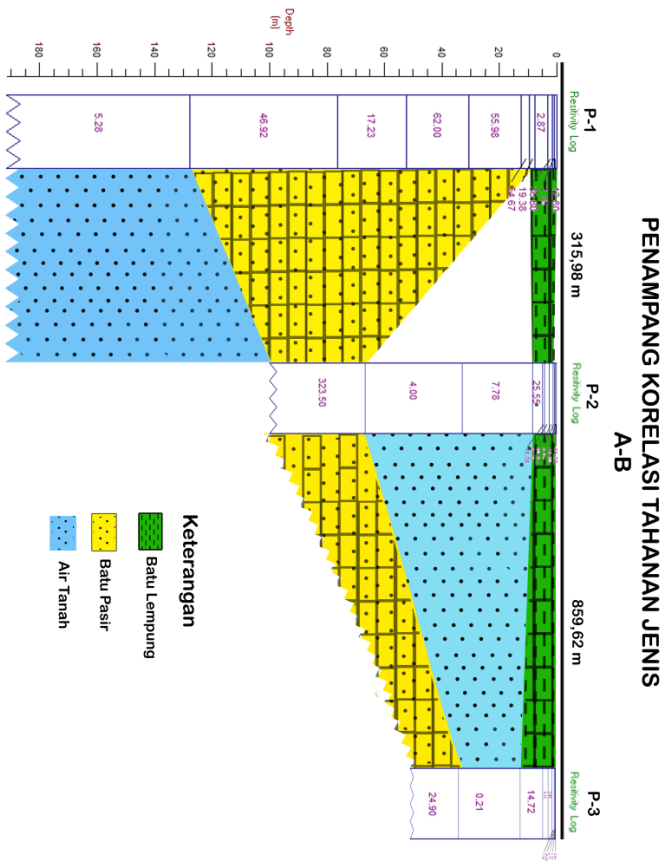 PENAMPANG KORELASI TAHANAN JENIS
A-B
P-1
315,98 m
P-2
859,62 m
P-3
Resitivity Log
Resitivity Log
Resitivity Log
Depth
(m)
0
20
40
60
80
100
120
140
160
180
2.87
55.98
62.00
17.23
46.92
5.28
19.38
25.55
7.78
4.00
323.50
14.72
0.21
24.90
Keterangan
Batu Lempung
Batu Pasir
Air Tanah